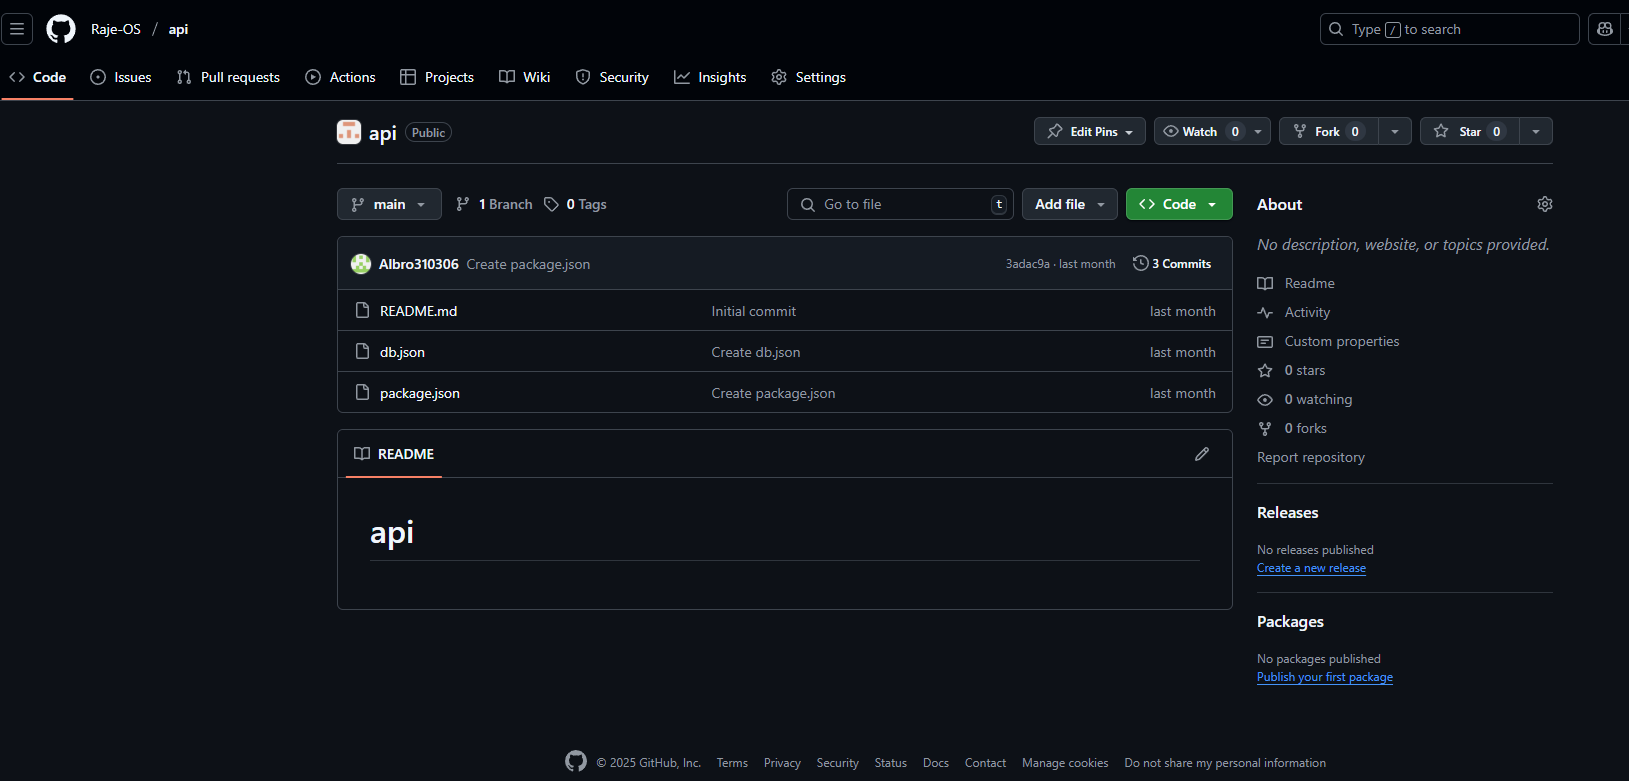 Raje-OS / api
Type / to search
Code Issues Pull requests Actions Projects Wiki Security Insights Settings
api Public
Edit Pins Watch 0 Fork 0 Star 0
main 1 Branch 0 Tags Go to file t Add file Code
Albro310306 Create package.json 3adac9a · last month 3 Commits
README.md Initial commit last month
db.json Create db.json last month
package.json Create package.json last month
README
api
About
No description, website, or topics provided.
Readme
Activity
Custom properties
0 stars
0 watching
0 forks
Report repository
Releases
No releases published
Create a new release
Packages
No packages published
Publish your first package
© 2025 GitHub, Inc. Terms Privacy Security Status Docs Contact Manage cookies Do not share my personal information